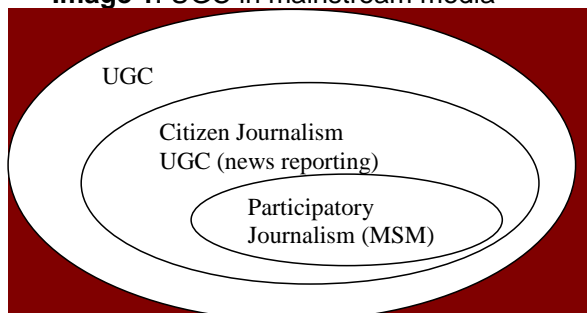 Image 1: UGC in mainstream media
UGC
Citizen Journalism
UGC (news reporting)
Participatory
Journalism (MSM)